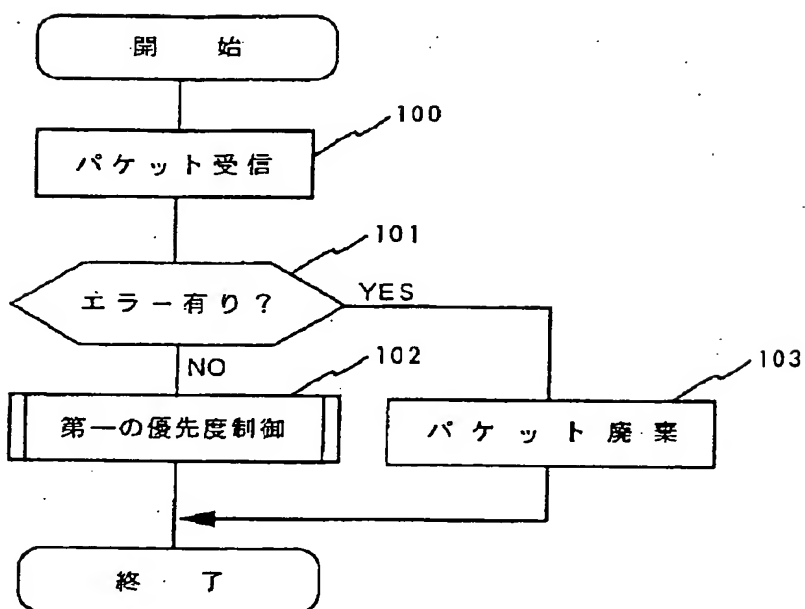 開始
100
パケット受信
101
エラー有り?
YES
NO
102
103
第一の優先度制御
パケット廃棄
終了